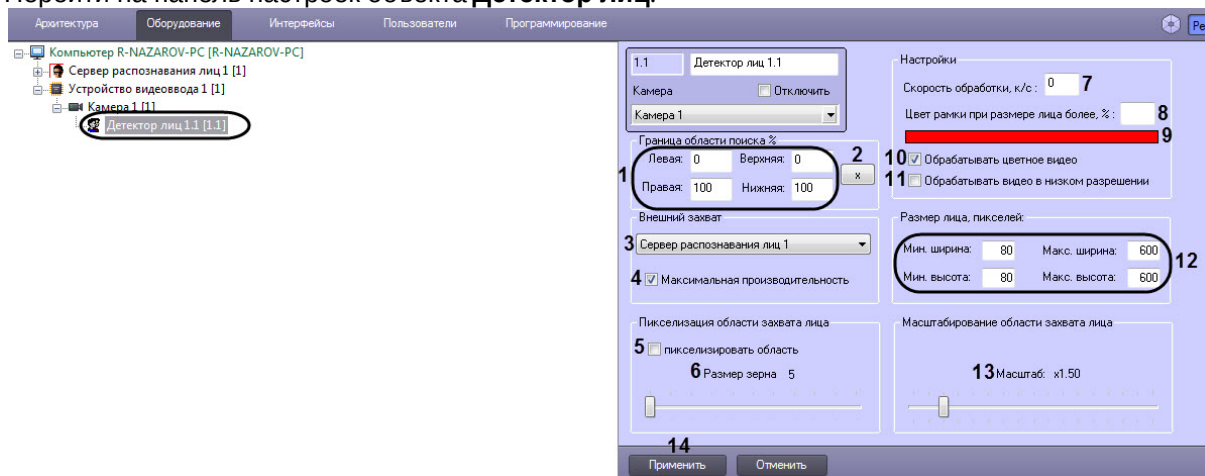 Перейти на панель настроек объекта Детектор лиц.
Архитектура Оборудование Интерфейсы Пользователи Программирование
Компьютер R-NAZAROV-PC [R-NAZAROV-PC]
Сервер распознавания лиц 1 [1]
Устройство видеоввода 1 [1]
Камера 1 [1]
Детектор лиц 1.1 [1.1]
1.1 Детектор лиц 1.1
Камера Отключить
Камера 1
Граница области поиска %
Левая: 0 Верхняя: 0 2
1 x
Правая: 100 Нижняя: 100
Внешний захват
3 Сервер распознавания лиц 1
4 Максимальная производительность
Пикселизация области захвата лица
5 пикселизировать область
6 Размер зерна 5
Настройки
Скорость обработки, к/с : 0 7
Цвет рамки при размере лица более, % : 8
9
10 Обрабатывать цветное видео
11 Обрабатывать видео в низком разрешении
Размер лица, пикселей:
Мин. ширина: 80 Макс. ширина: 600
12
Мин. высота: 80 Макс. высота: 600
Масштабирование области захвата лица
13 Масштаб: x1.50
14
Применить Отменить